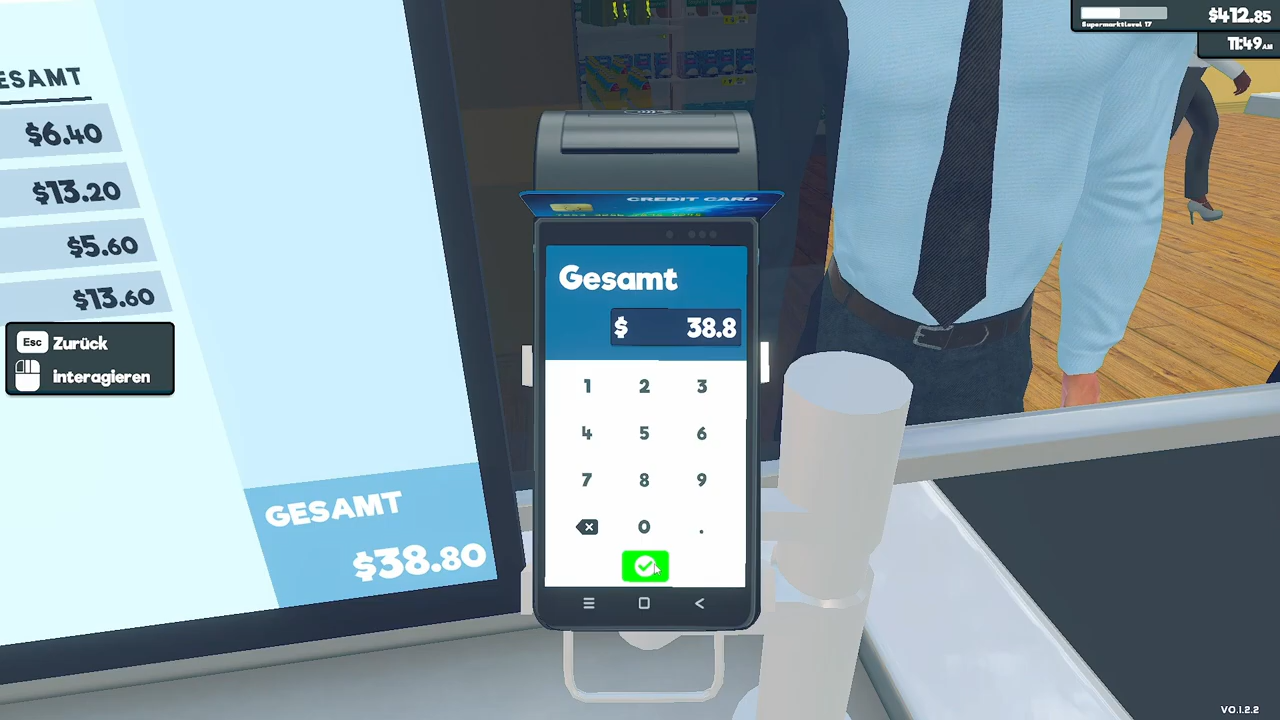 $412.85
Supermarktlevel 17
11:49AM
ESAMT
$6.40
$13.20
$5.60
$13.60
Esc Zurück
interagieren
GESAMT
$38.80
CREDIT CARD
Gesamt
$ 38.8
1 2 3
4 5 6
7 8 9
0 .
V0.1.2.2